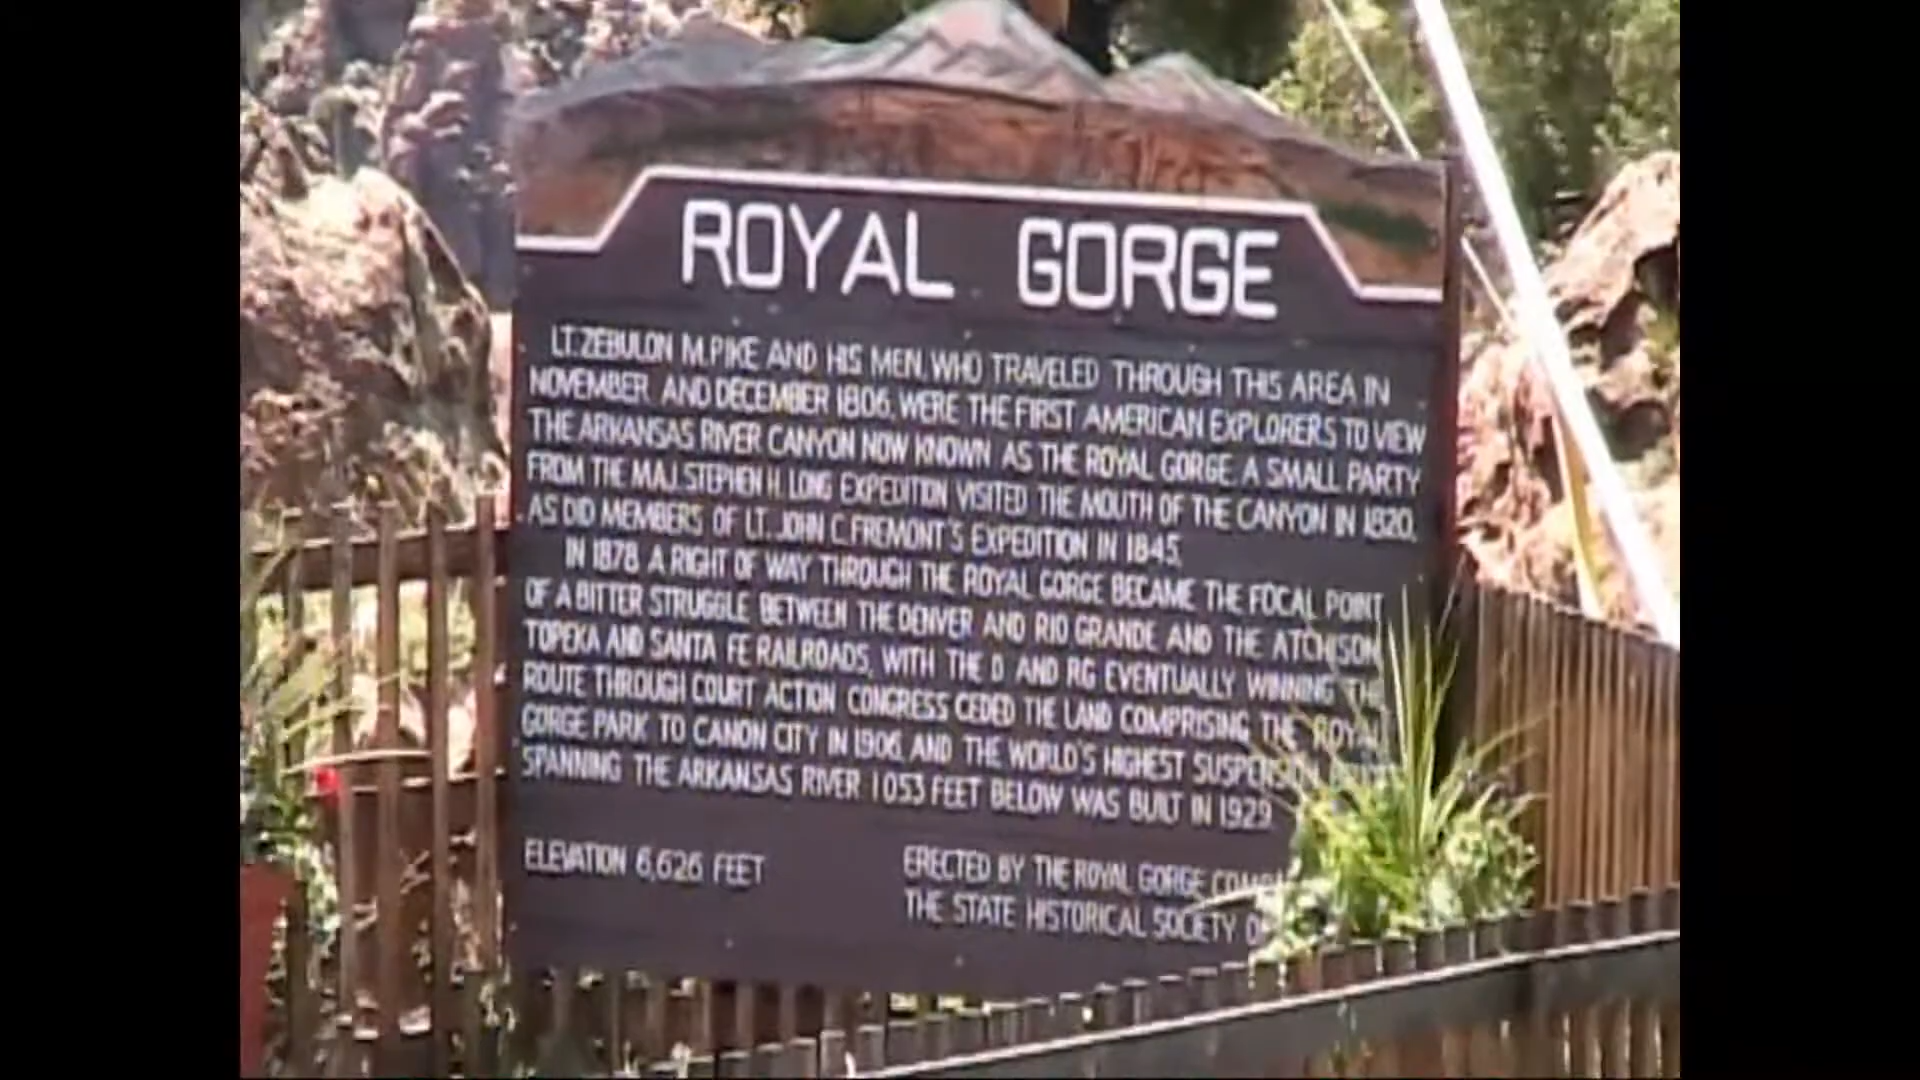 ROYAL GORGE
LT. ZEBULON M. PIKE AND HIS MEN, WHO TRAVELED THROUGH THIS AREA IN
NOVEMBER AND DECEMBER 1806, WERE THE FIRST AMERICAN EXPLORERS TO VIEW
THE ARKANSAS RIVER CANYON NOW KNOWN AS THE ROYAL GORGE. A SMALL PARTY
FROM THE MAJ. STEPHEN H. LONG EXPEDITION VISITED THE MOUTH OF THE CANYON IN 1820,
AS DID MEMBERS OF LT. JOHN C. FREMONT'S EXPEDITION IN 1845.
IN 1878 A RIGHT OF WAY THROUGH THE ROYAL GORGE BECAME THE FOCAL POINT
OF A BITTER STRUGGLE BETWEEN THE DENVER AND RIO GRANDE AND THE ATCHISON
TOPEKA AND SANTA FE RAILROADS, WITH THE D AND RG EVENTUALLY WINNING THE
ROUTE THROUGH COURT ACTION CONGRESS CEDED THE LAND COMPRISING THE ROYAL
GORGE PARK TO CANON CITY IN 1906, AND THE WORLD'S HIGHEST
SPANNING THE ARKANSAS RIVER 1053 FEET BELOW WAS BUILT IN 1929.
ELEVATION 6,626 FEET
ERECTED BY THE ROYAL GORGE
THE STATE HISTORICAL SOCIETY